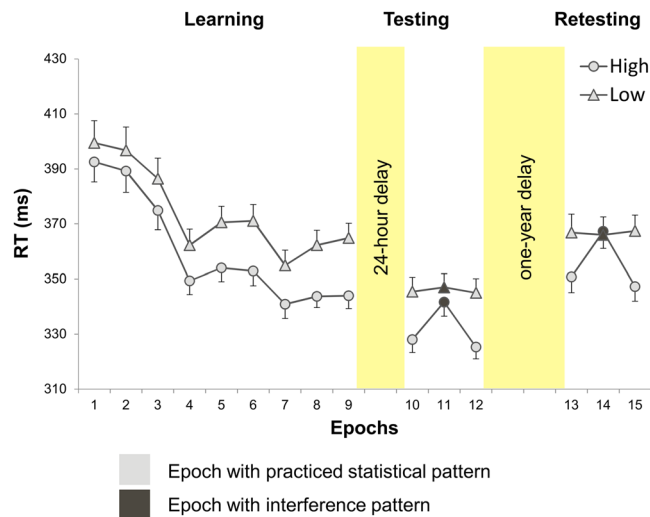 Learning Testing Retesting
High
Low
430
410
390
370
350
330
310
RT (ms)
24-hour delay
one-year delay
1 2 3 4 5 6 7 8 9 10 11 12 13 14 15
Epochs
Epoch with practiced statistical pattern
Epoch with interference pattern